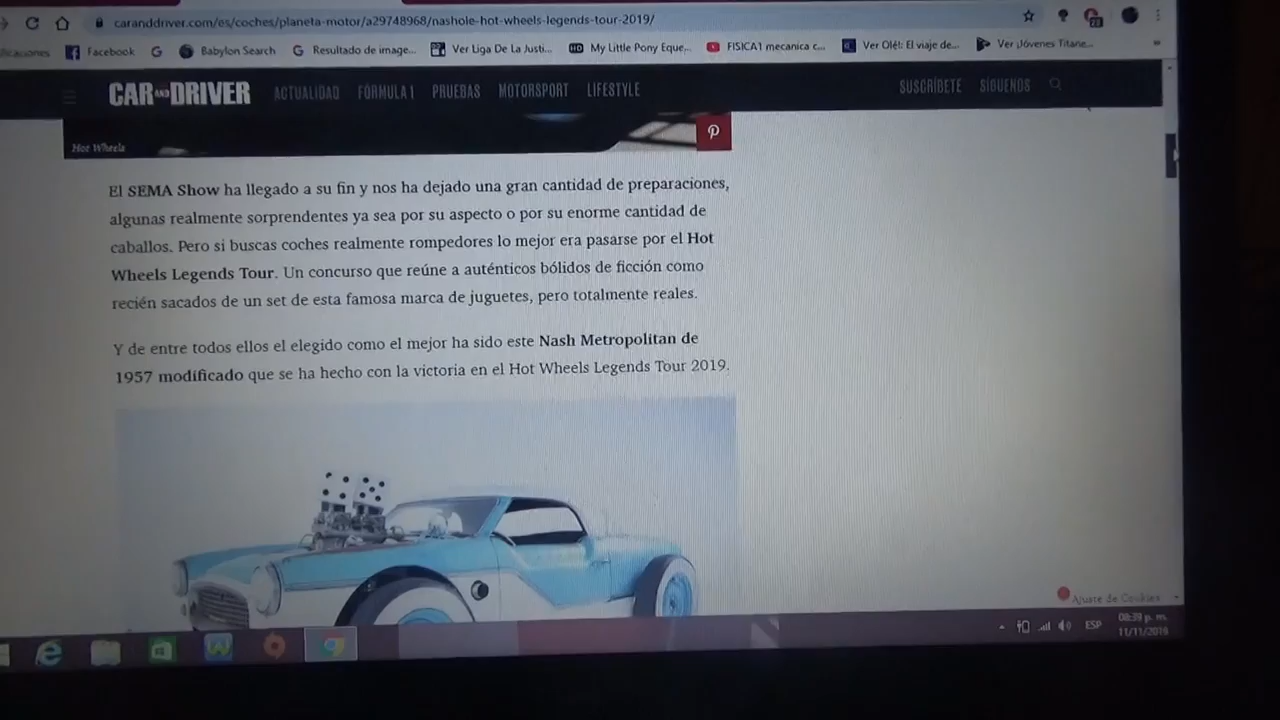 caranddriver.com/es/coches/planeta-motor/a29748968/nashole-hot-wheels-legends-tour-2019/
Facebook
Babylon Search
Resultado de image...
Ver Liga De La Justi...
My Little Pony Eque...
FISICA1 mecanica c...
Ver Olé!: El viaje de...
Ver ¡Jóvenes Titane...
CAR AND DRIVER ACTUALIDAD FÓRMULA 1 PRUEBAS MOTORSPORT LIFESTYLE SUSCRÍBETE SÍGUENOS
Hot Wheels
El SEMA Show ha llegado a su fin y nos ha dejado una gran cantidad de preparaciones,
algunas realmente sorprendentes ya sea por su aspecto o por su enorme cantidad de
caballos. Pero si buscas coches realmente rompedores lo mejor era pasarse por el Hot
Wheels Legends Tour. Un concurso que reúne a auténticos bólidos de ficción como
recién sacados de un set de esta famosa marca de juguetes, pero totalmente reales.
Y de entre todos ellos el elegido como el mejor ha sido este Nash Metropolitan de
1957 modificado que se ha hecho con la victoria en el Hot Wheels Legends Tour 2019.
Ajuste de Cookies
ESP
08:39 p. m.
11/11/2019